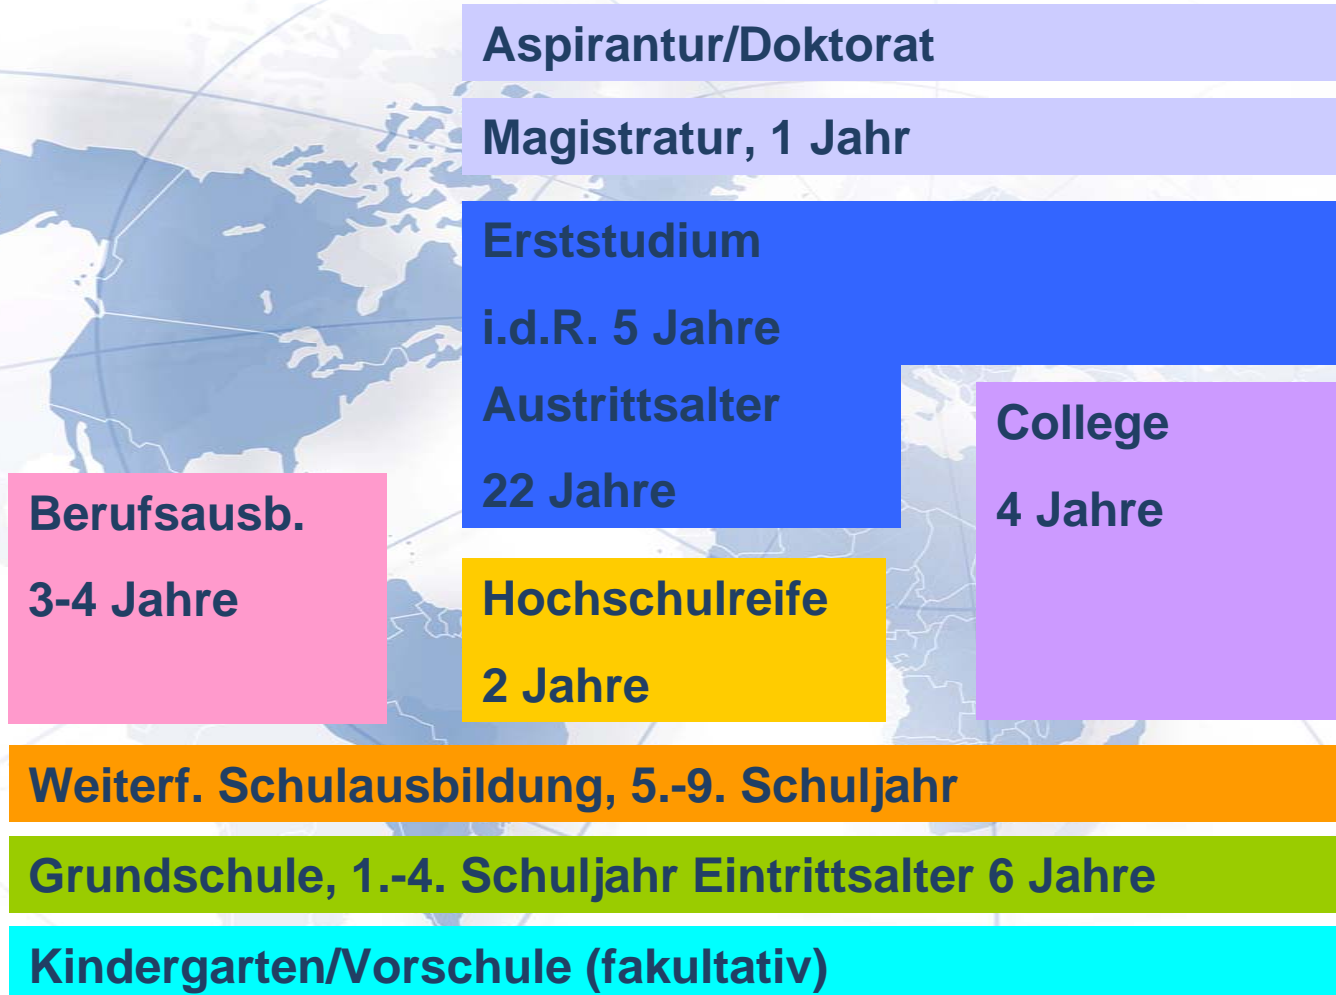 Aspirantur/Doktorat
Magistratur, 1 Jahr
Erststudium
i.d.R. 5 Jahre
Austrittsalter
22 Jahre
College
4 Jahre
Berufsausb.
3-4 Jahre
Hochschulreife
2 Jahre
Weiterf. Schulausbildung, 5.-9. Schuljahr
Grundschule, 1.-4. Schuljahr Eintrittsalter 6 Jahre
Kindergarten/Vorschule (fakultativ)